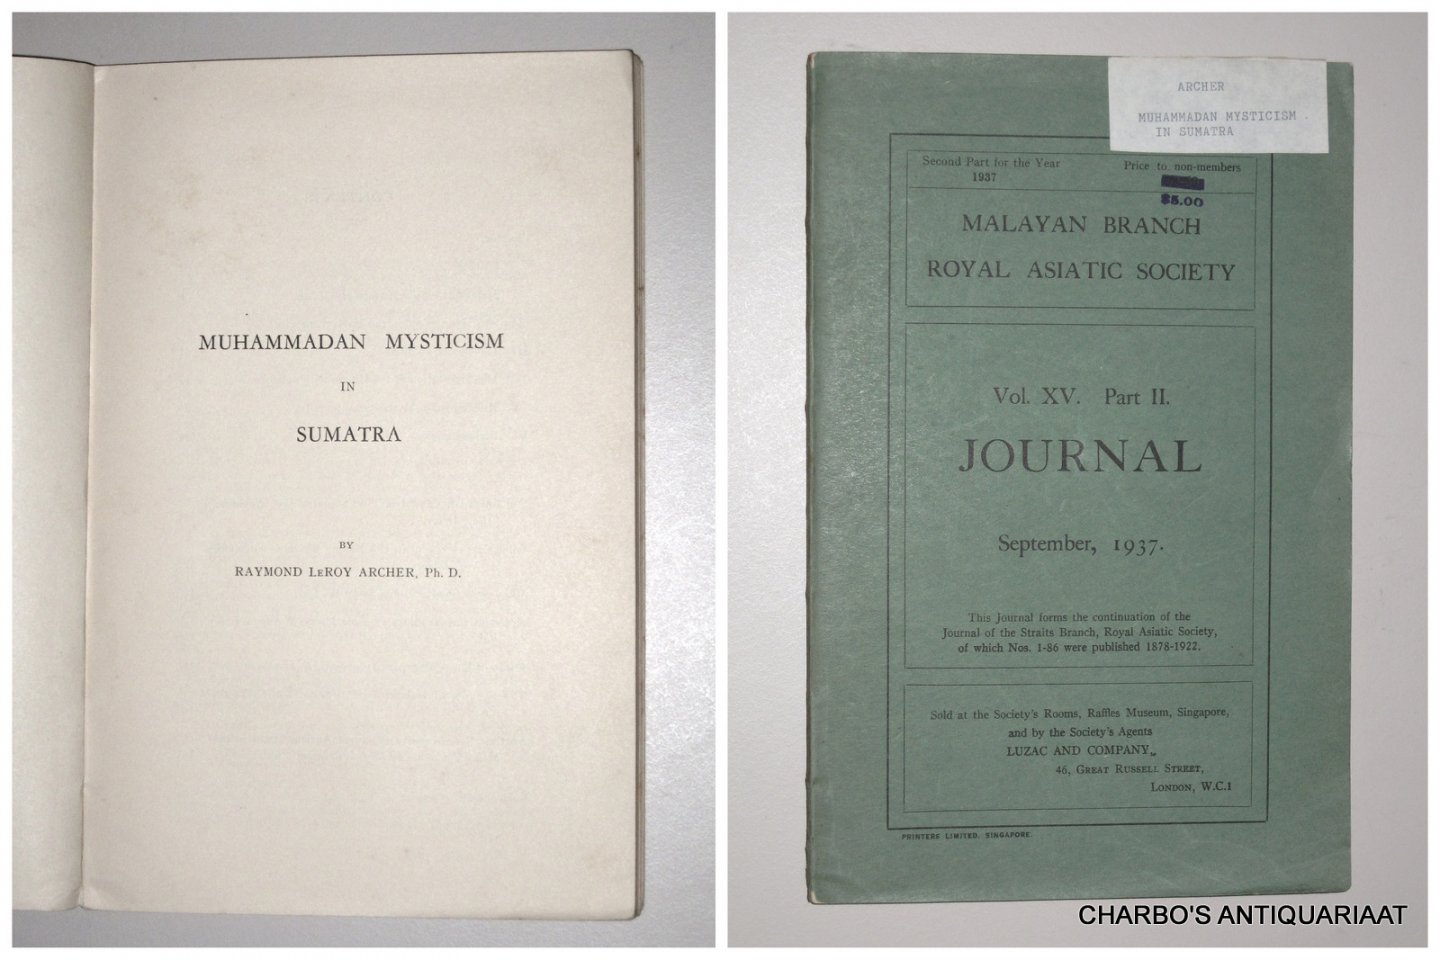 MUHAMMADAN MYSTICISM
IN
SUMATRA
BY
RAYMOND LEROY ARCHER, Ph. D.
ARCHER
MUHAMMADAN MYSTICISM
IN SUMATRA
Second Part for the Year
1937
Price to non-members
$5.00
MALAYAN BRANCH
ROYAL ASIATIC SOCIETY
Vol. XV. Part II.
JOURNAL
September, 1937.
This Journal forms the continuation of the
Journal of the Straits Branch, Royal Asiatic Society,
of which Nos. 1-86 were published 1878-1922.
Sold at the Society's Rooms, Raffles Museum, Singapore,
and by the Society's Agents
LUZAC AND COMPANY,
46, GREAT RUSSELL STREET,
LONDON, W.C.1
PRINTERS LIMITED, SINGAPORE.
CHARBO'S ANTIQUARIAAT